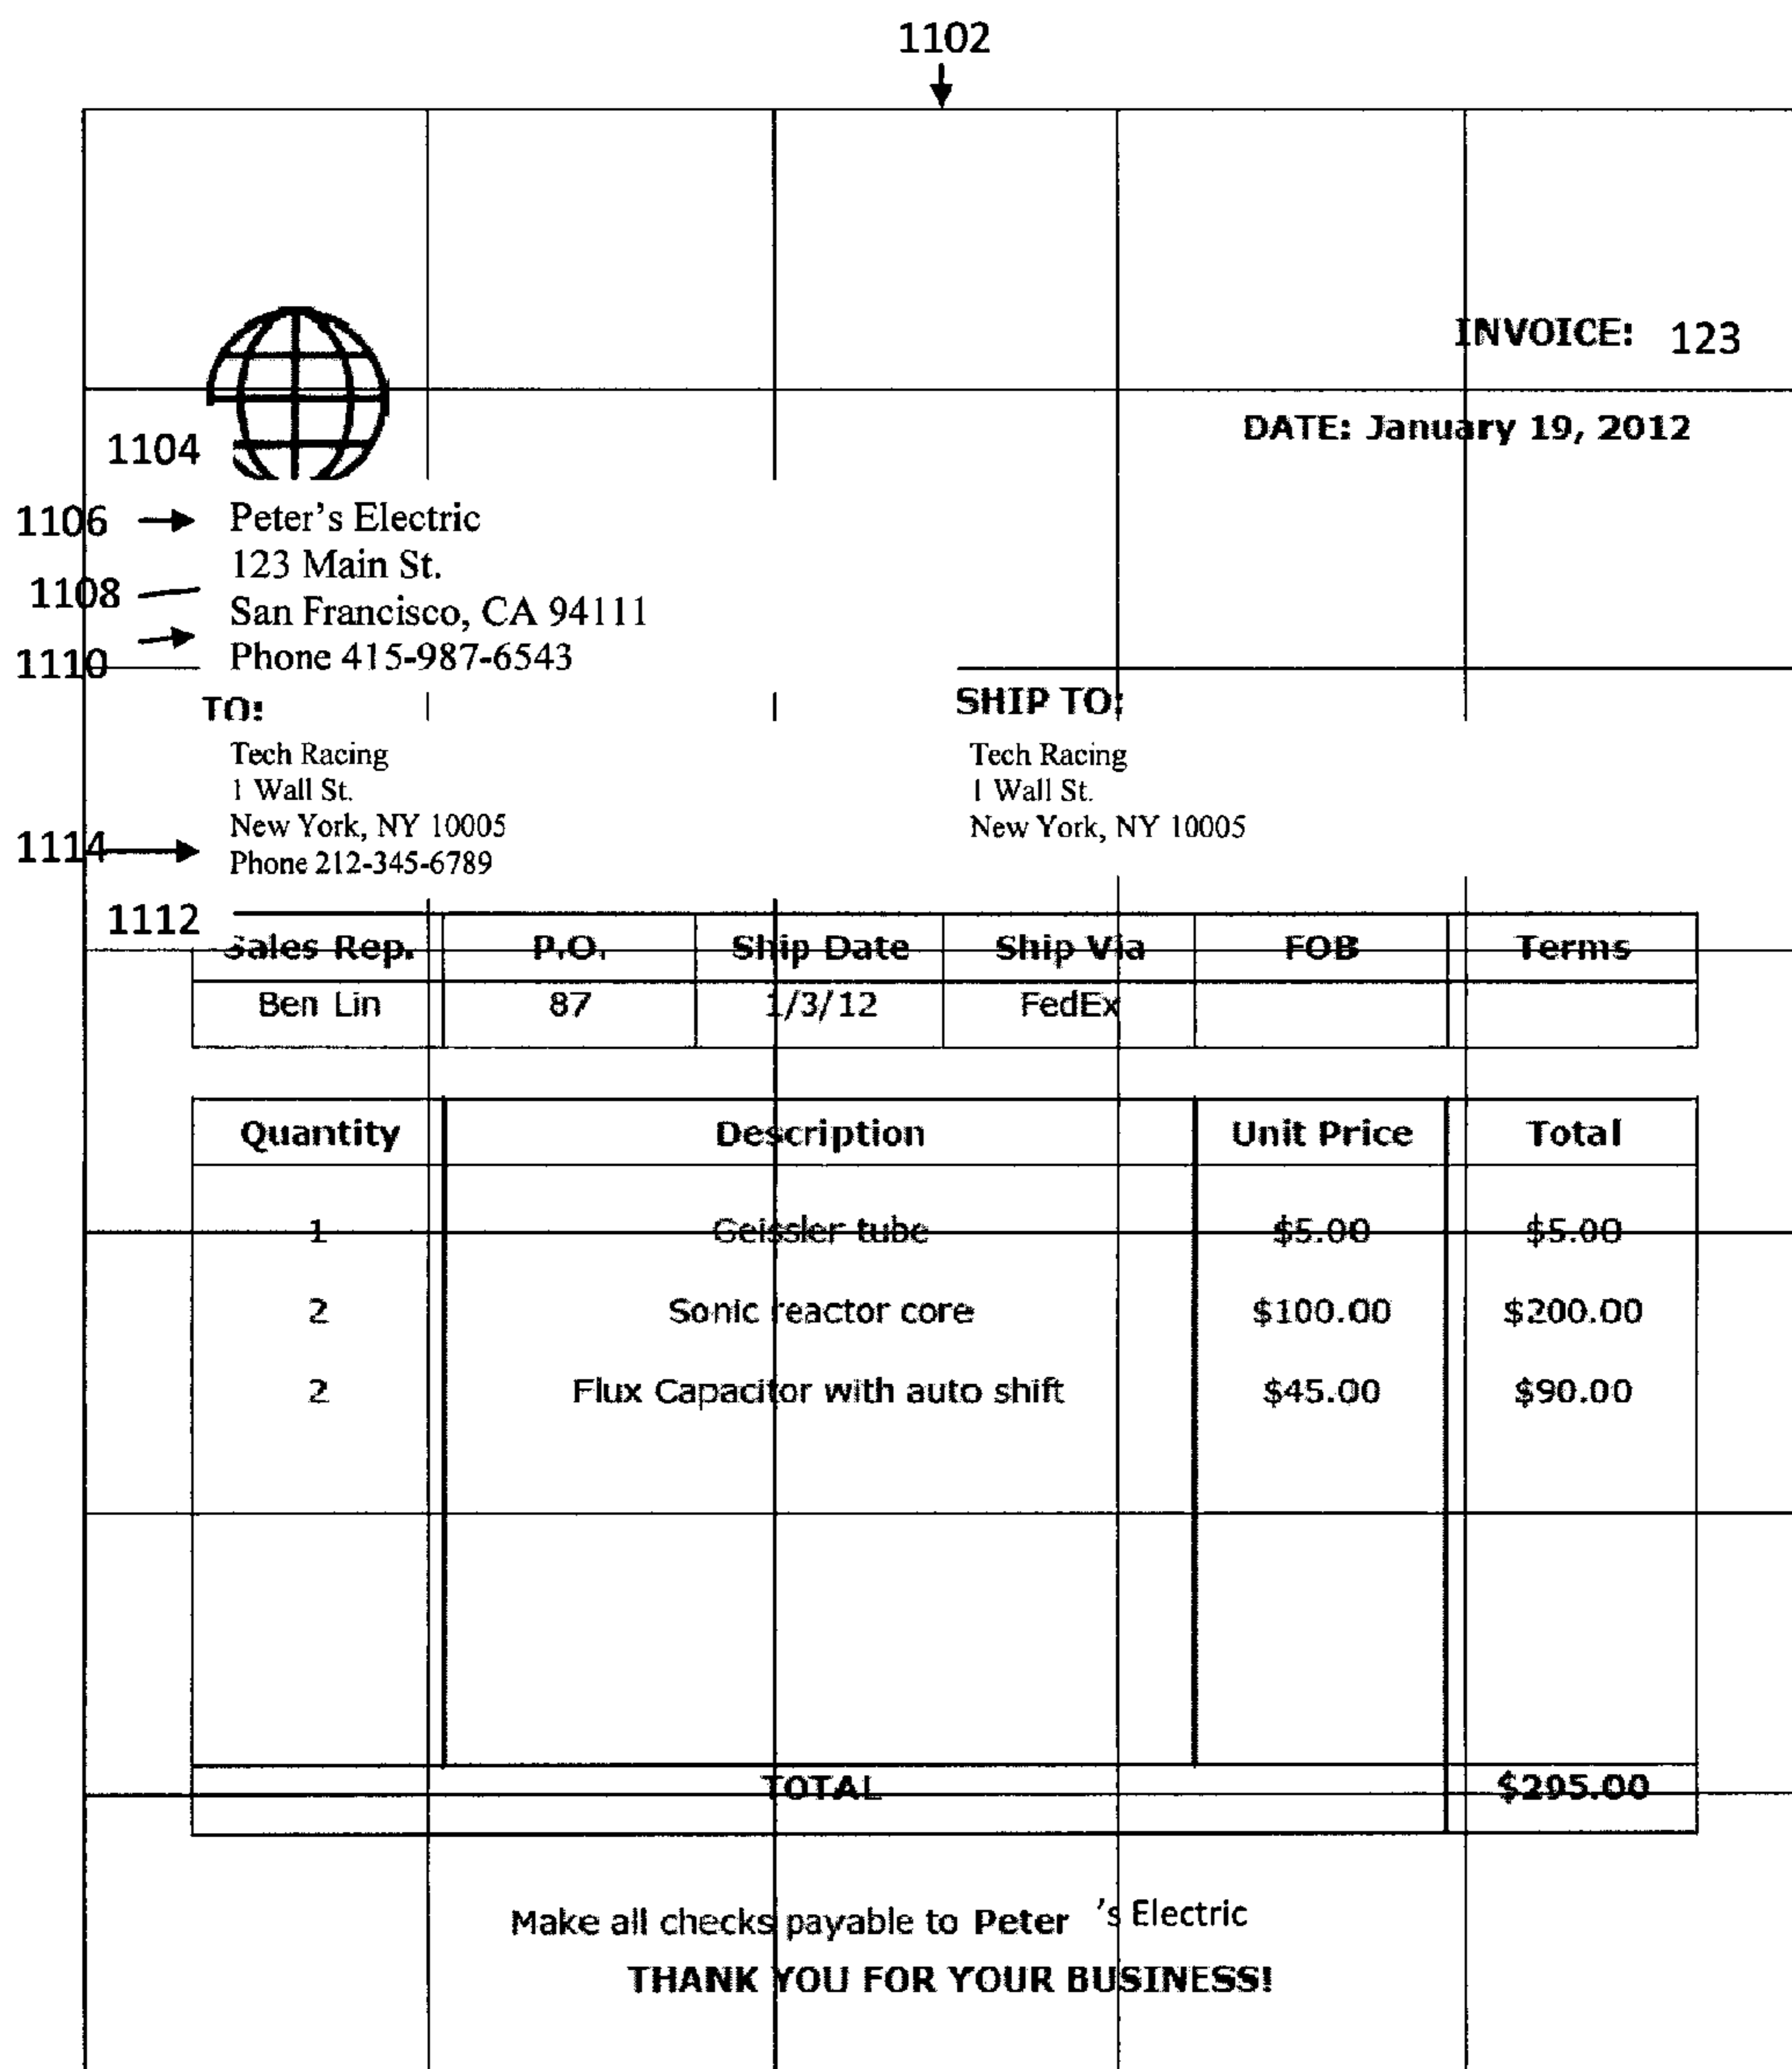 1102
INVOICE: 123
DATE: January 19, 2012
1104
1106 Peter's Electric
123 Main St.
1108
San Francisco, CA 94111
1110 Phone 415-987-6543
TO: SHIP TO:
Tech Racing Tech Racing
1 Wall St. 1 Wall St.
New York, NY 10005 New York, NY 10005
1114
Phone 212-345-6789
1112
Sales Rep. P.O. Ship Date Ship Via FOB Terms
Ben Lin 87 1/3/12 FedEx
Quantity Description Unit Price Total
1 Geissler tube $5.00 $5.00
2 Sonic reactor core $100.00 $200.00
2 Flux Capacitor with auto shift $45.00 $90.00
TOTAL $295.00
Make all checks payable to Peter 's Electric
THANK YOU FOR YOUR BUSINESS!